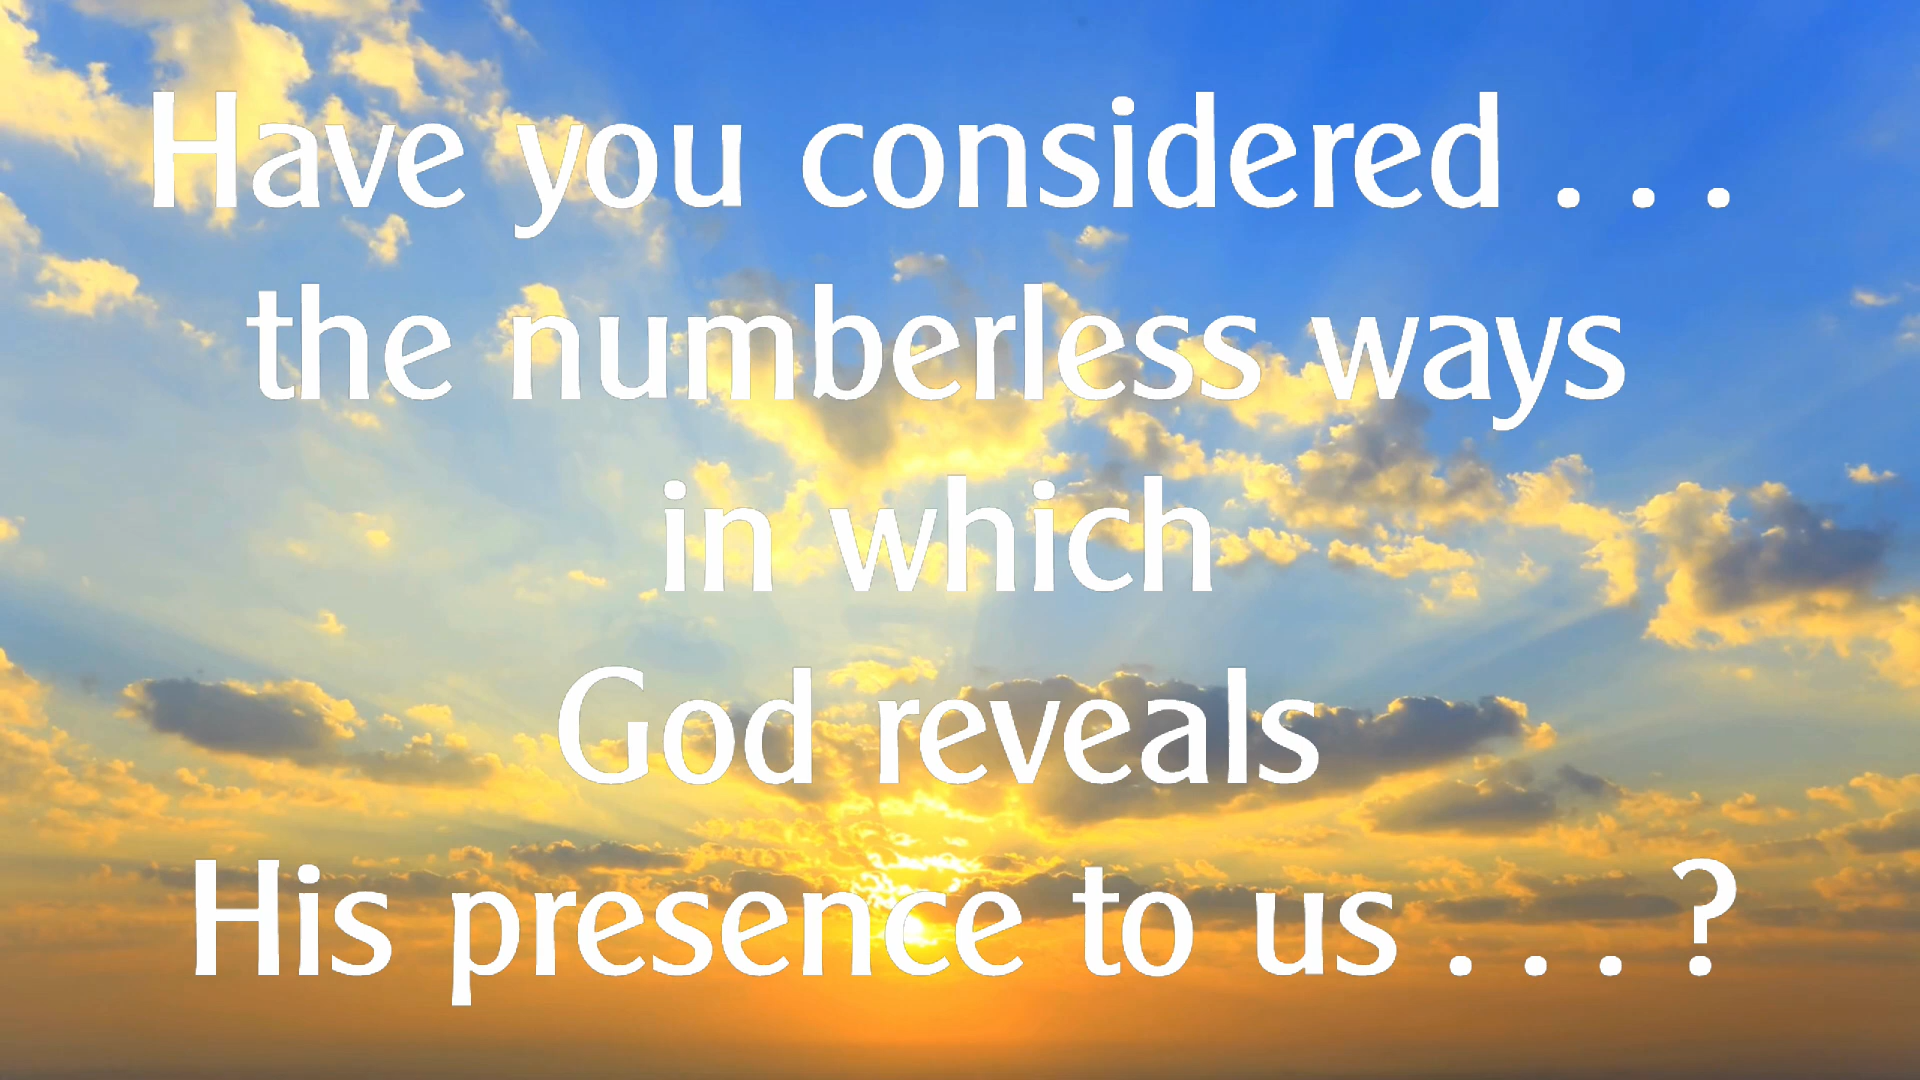 Have you considered . . .
the numberless ways
in which
God reveals
His presence to us . . . ?